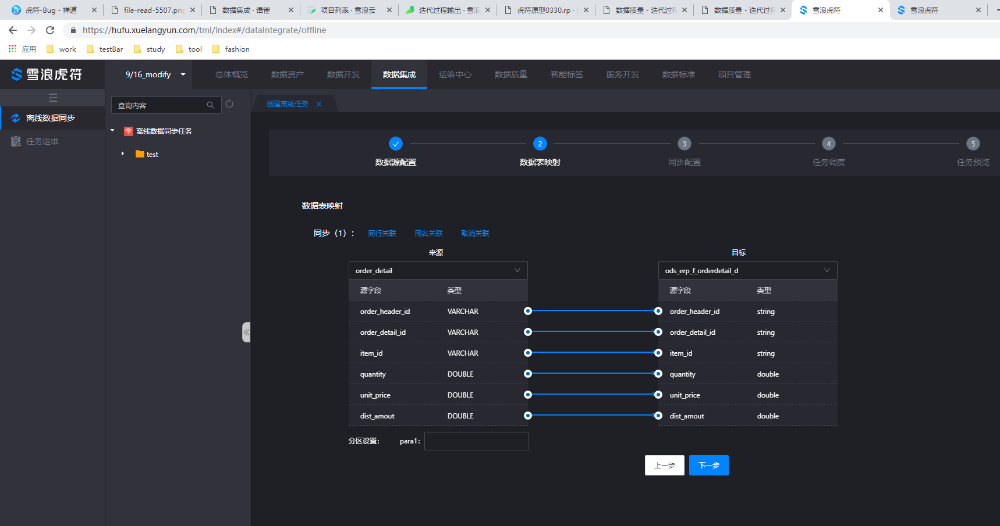 虎符-Bug - 禅道
file-read-5507.png
数据集成 · 语雀
项目列表 · 雪浪云
迭代过程输出 · 雪浪
虎符原型0330.rp ·
数据质量 - 迭代过程
数据质量 - 迭代过程
雪浪虎符
雪浪虎符
https://hufu.xuelangyun.com/tml/index#/dataIntegrate/offline
应用 work testBar study tool fashion
雪浪虎符 9/16_modify 总体概览 数据资产 数据开发 数据集成 运维中心 数据质量 智能标签 服务开发 数据标准 项目管理
离线数据同步
任务运维
查询内容
离线数据同步任务
test
创建离线任务
2 3 4 5
数据源配置 数据表映射 同步配置 任务调度 任务预览
数据表映射
同步（1）： 同行关联 同名关联 取消关联
来源 目标
order_detail ods_erp_f_orderdetail_d
源字段 类型 源字段 类型
order_header_id VARCHAR order_header_id string
order_detail_id VARCHAR order_detail_id string
item_id VARCHAR item_id string
quantity DOUBLE quantity double
unit_price DOUBLE unit_price double
dist_amout DOUBLE dist_amout double
分区设置： para1：
上一步 下一步